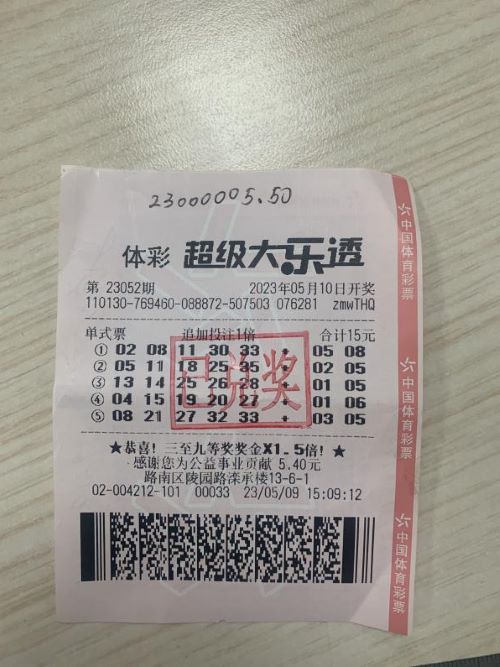 23000005.50
体彩 超级大乐透
第 23052期 2023年05月10日开奖
110130-769460-088872-507503 076281 zmwTHQ
单式票 追加投注1倍 合计15元
① 02 08 11 30 33 + 05 08
② 05 11 18 25 35 + 02 05
③ 13 14 25 26 28 + 01 05
④ 04 15 19 20 27 + 01 06
⑤ 08 21 27 32 33 + 03 05
已兑奖
★恭喜! 三至九等奖奖金X1.5倍! ★
感谢您为公益事业贡献 5.40元
路南区陵园路滦承楼13-6-1
02-004212-101 00033 23/05/09 15:09:12
中国体育彩票
中国体育彩票
中国体育彩票